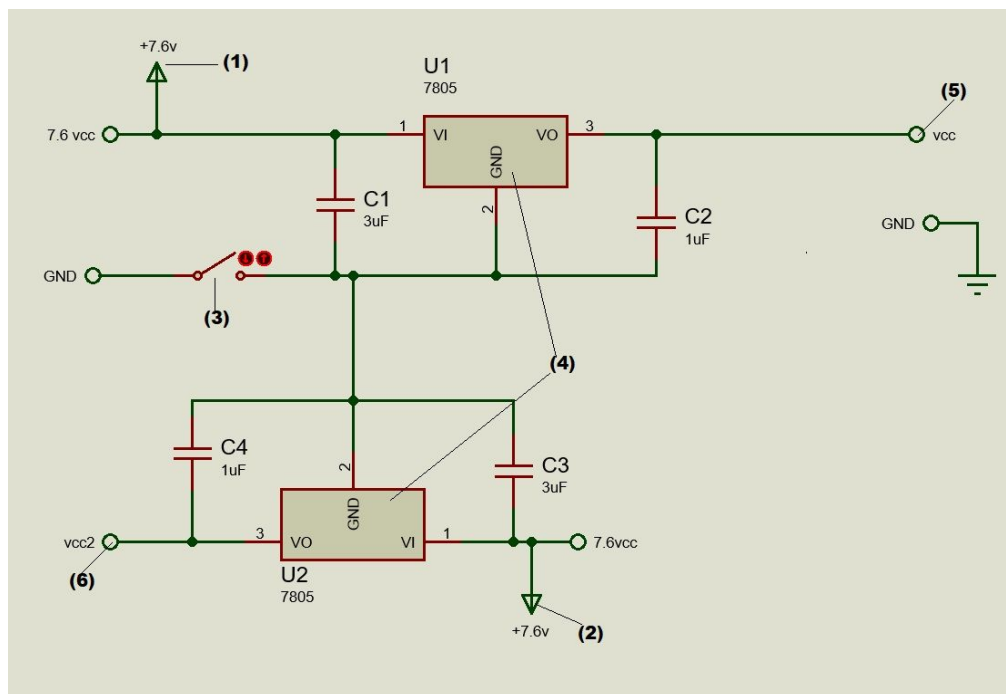 +7.6v
(1)
U1
7805
(5)
7.6 vcc
1
VI
VO
3
vcc
GND
2
C1
3uF
C2
1uF
GND
GND
(3)
(4)
C4
1uF
2
C3
3uF
GND
vcc2
3
VO
VI
1
7.6vcc
(6)
U2
7805
+7.6v
(2)